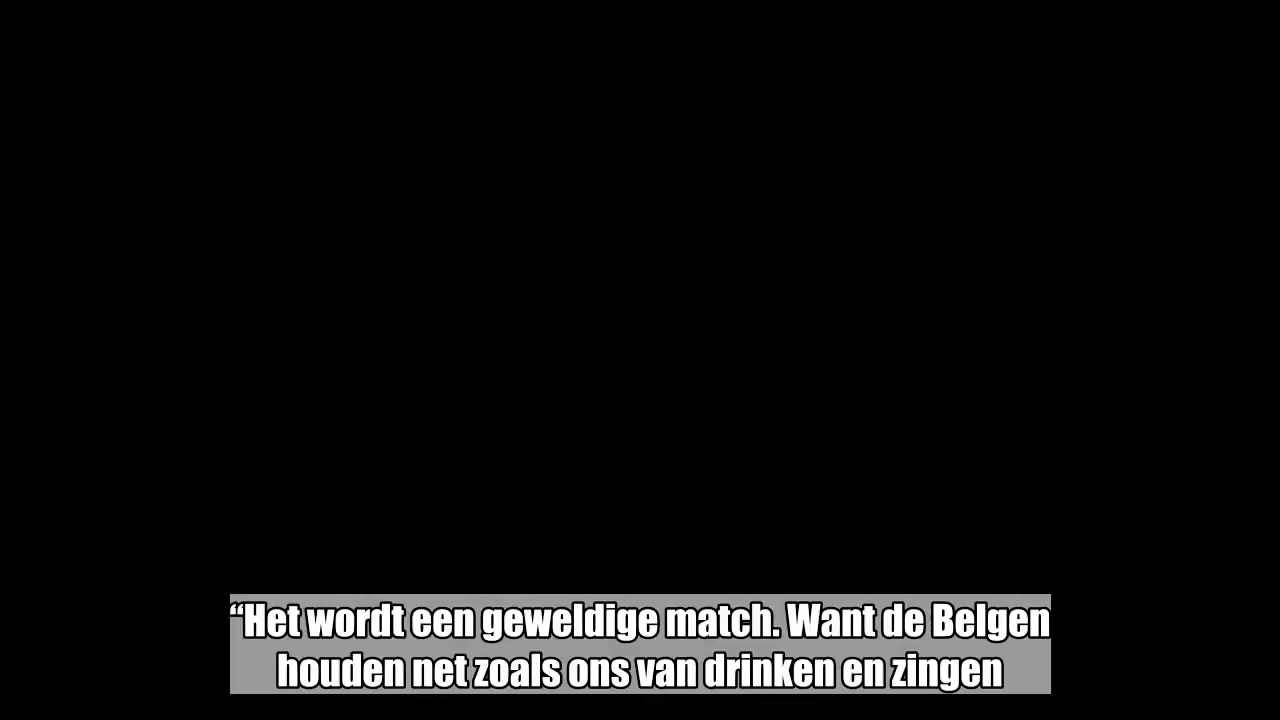 “Het wordt een geweldige match. Want de Belgen
houden net zoals ons van drinken en zingen